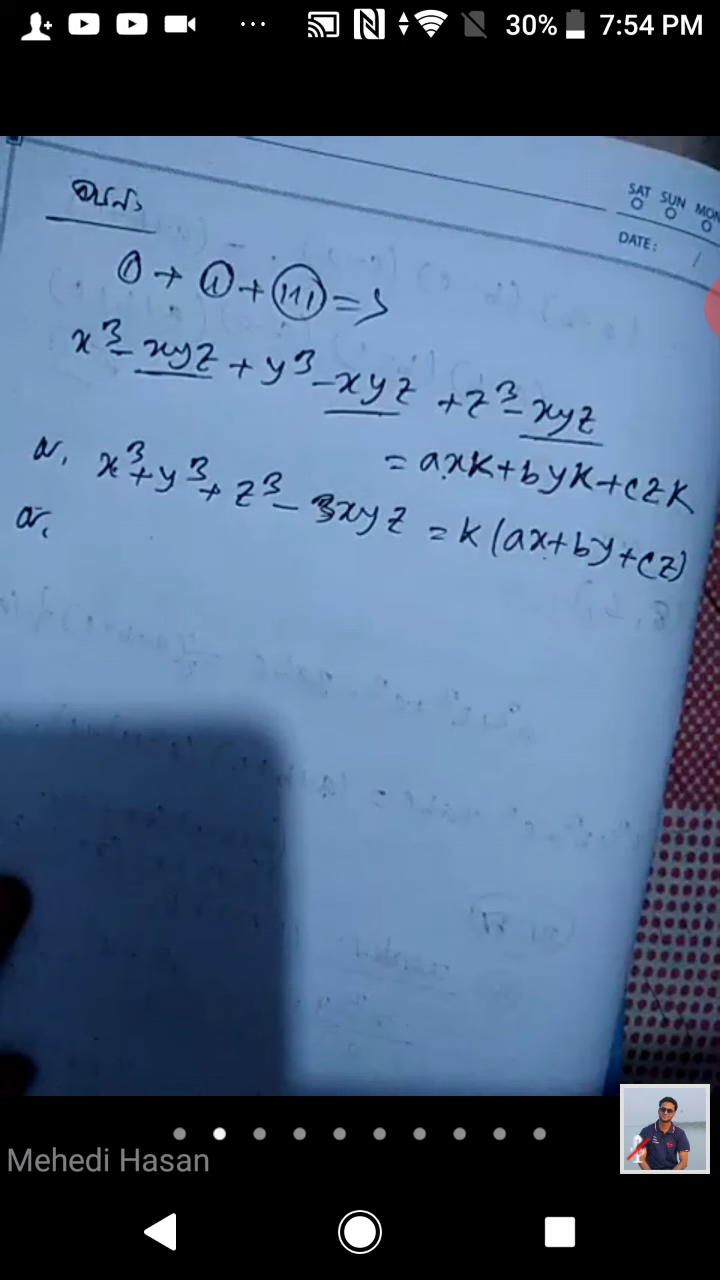 30% 7:54 PM
SAT SUN MON
DATE: /
এখন,
(i) + (ii) + (iii) =>
x³ - xyz + y³ - xyz + z³ - xyz
= axk + byk + czk
বা, x³ + y³ + z³ - 3xyz = k(ax+by+cz)
বা,
Mehedi Hasan